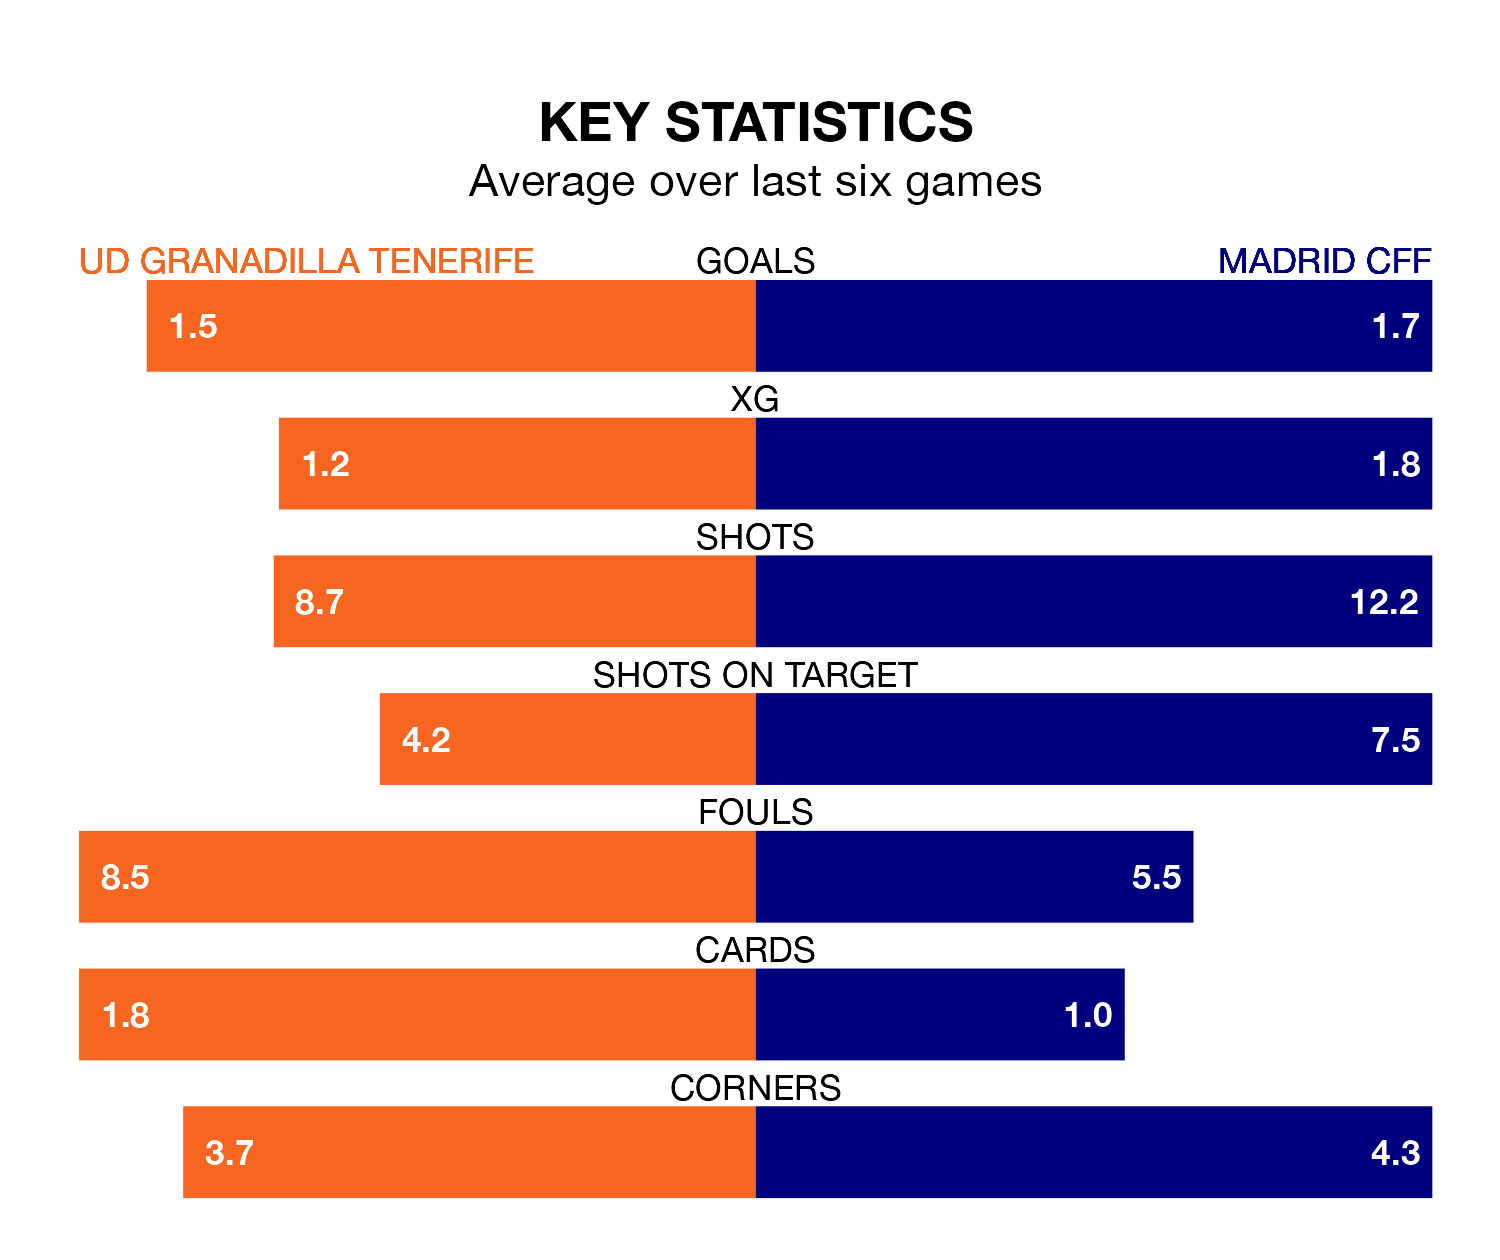 KEY STATISTICS
Average over last six games
UD GRANADILLA TENERIFE GOALS MADRID CFF
1.5 1.7
XG
1.2 1.8
SHOTS
8.7 12.2
SHOTS ON TARGET
4.2 7.5
FOULS
8.5 5.5
CARDS
1.8 1.0
CORNERS
3.7 4.3